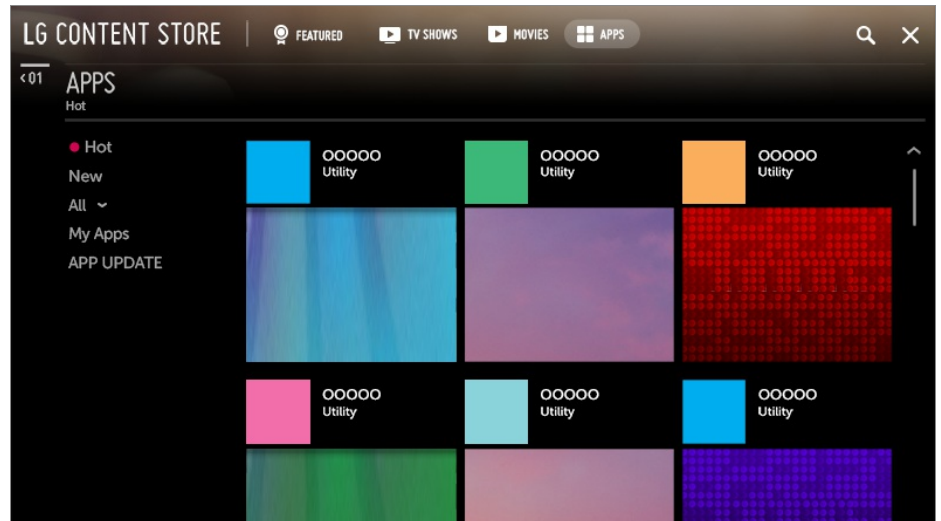 LG CONTENT STORE
FEATURED
TV SHOWS
MOVIES
APPS
<01
APPS
Hot
Hot
New
All
My Apps
APP UPDATE
OOOOO
Utility
OOOOO
Utility
OOOOO
Utility
OOOOO
Utility
OOOOO
Utility
OOOOO
Utility